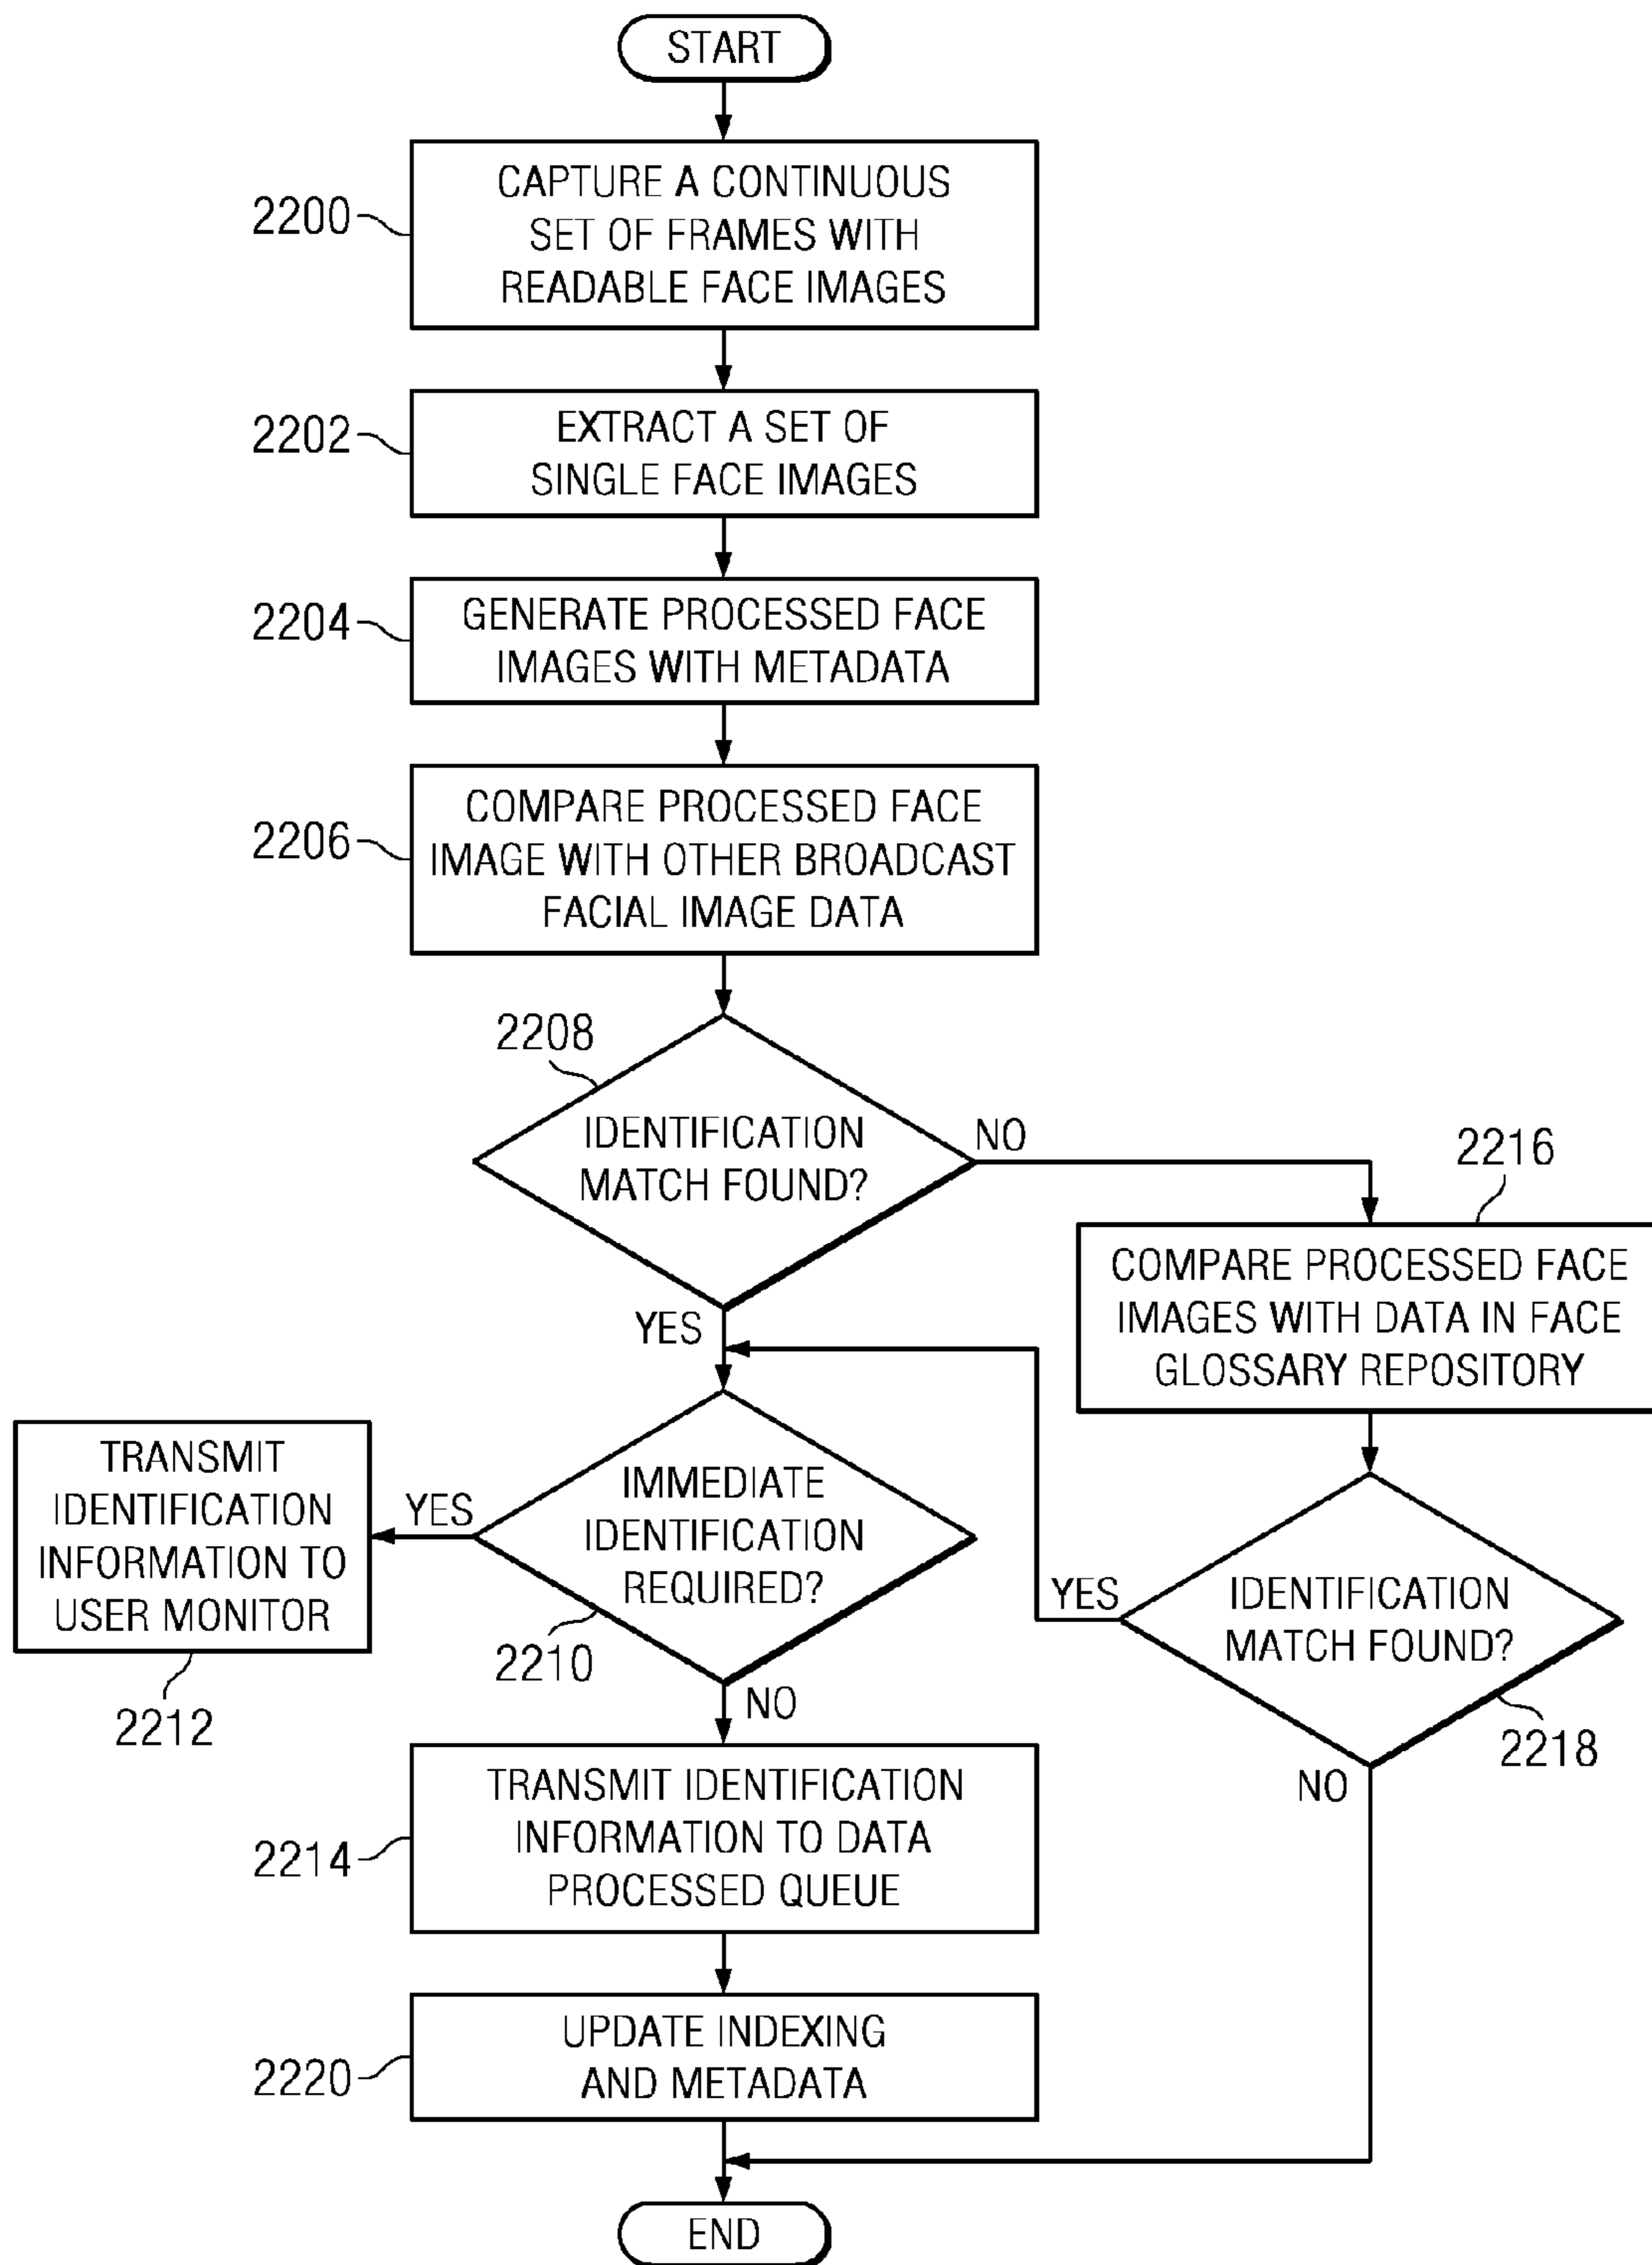 START
2200
CAPTURE A CONTINUOUS
SET OF FRAMES WITH
READABLE FACE IMAGES
2202
EXTRACT A SET OF
SINGLE FACE IMAGES
2204
GENERATE PROCESSED FACE
IMAGES WITH METADATA
2206
COMPARE PROCESSED FACE
IMAGE WITH OTHER BROADCAST
FACIAL IMAGE DATA
2208
IDENTIFICATION
MATCH FOUND?
NO
YES
2216
COMPARE PROCESSED FACE
IMAGES WITH DATA IN FACE
GLOSSARY REPOSITORY
IMMEDIATE
IDENTIFICATION
REQUIRED?
2210
YES
TRANSMIT
IDENTIFICATION
INFORMATION TO
USER MONITOR
2212
NO
YES
IDENTIFICATION
MATCH FOUND?
2218
NO
2214
TRANSMIT IDENTIFICATION
INFORMATION TO DATA
PROCESSED QUEUE
2220
UPDATE INDEXING
AND METADATA
END